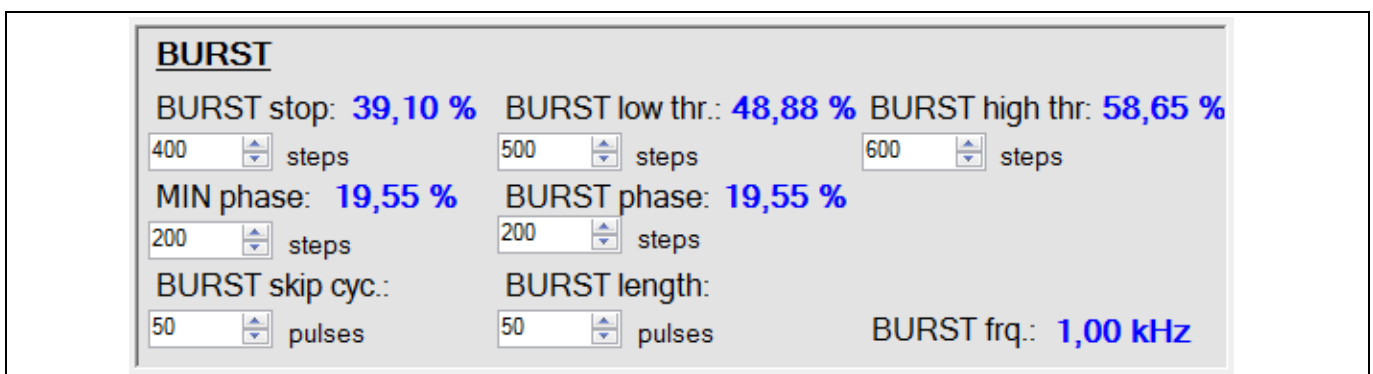 BURST
BURST stop: 39,10 % BURST low thr.: 48,88 % BURST high thr: 58,65 %
400 steps 500 steps 600 steps
MIN phase: 19,55 % BURST phase: 19,55 %
200 steps 200 steps
BURST skip cyc.: BURST length:
50 pulses 50 pulses BURST frq.: 1,00 kHz